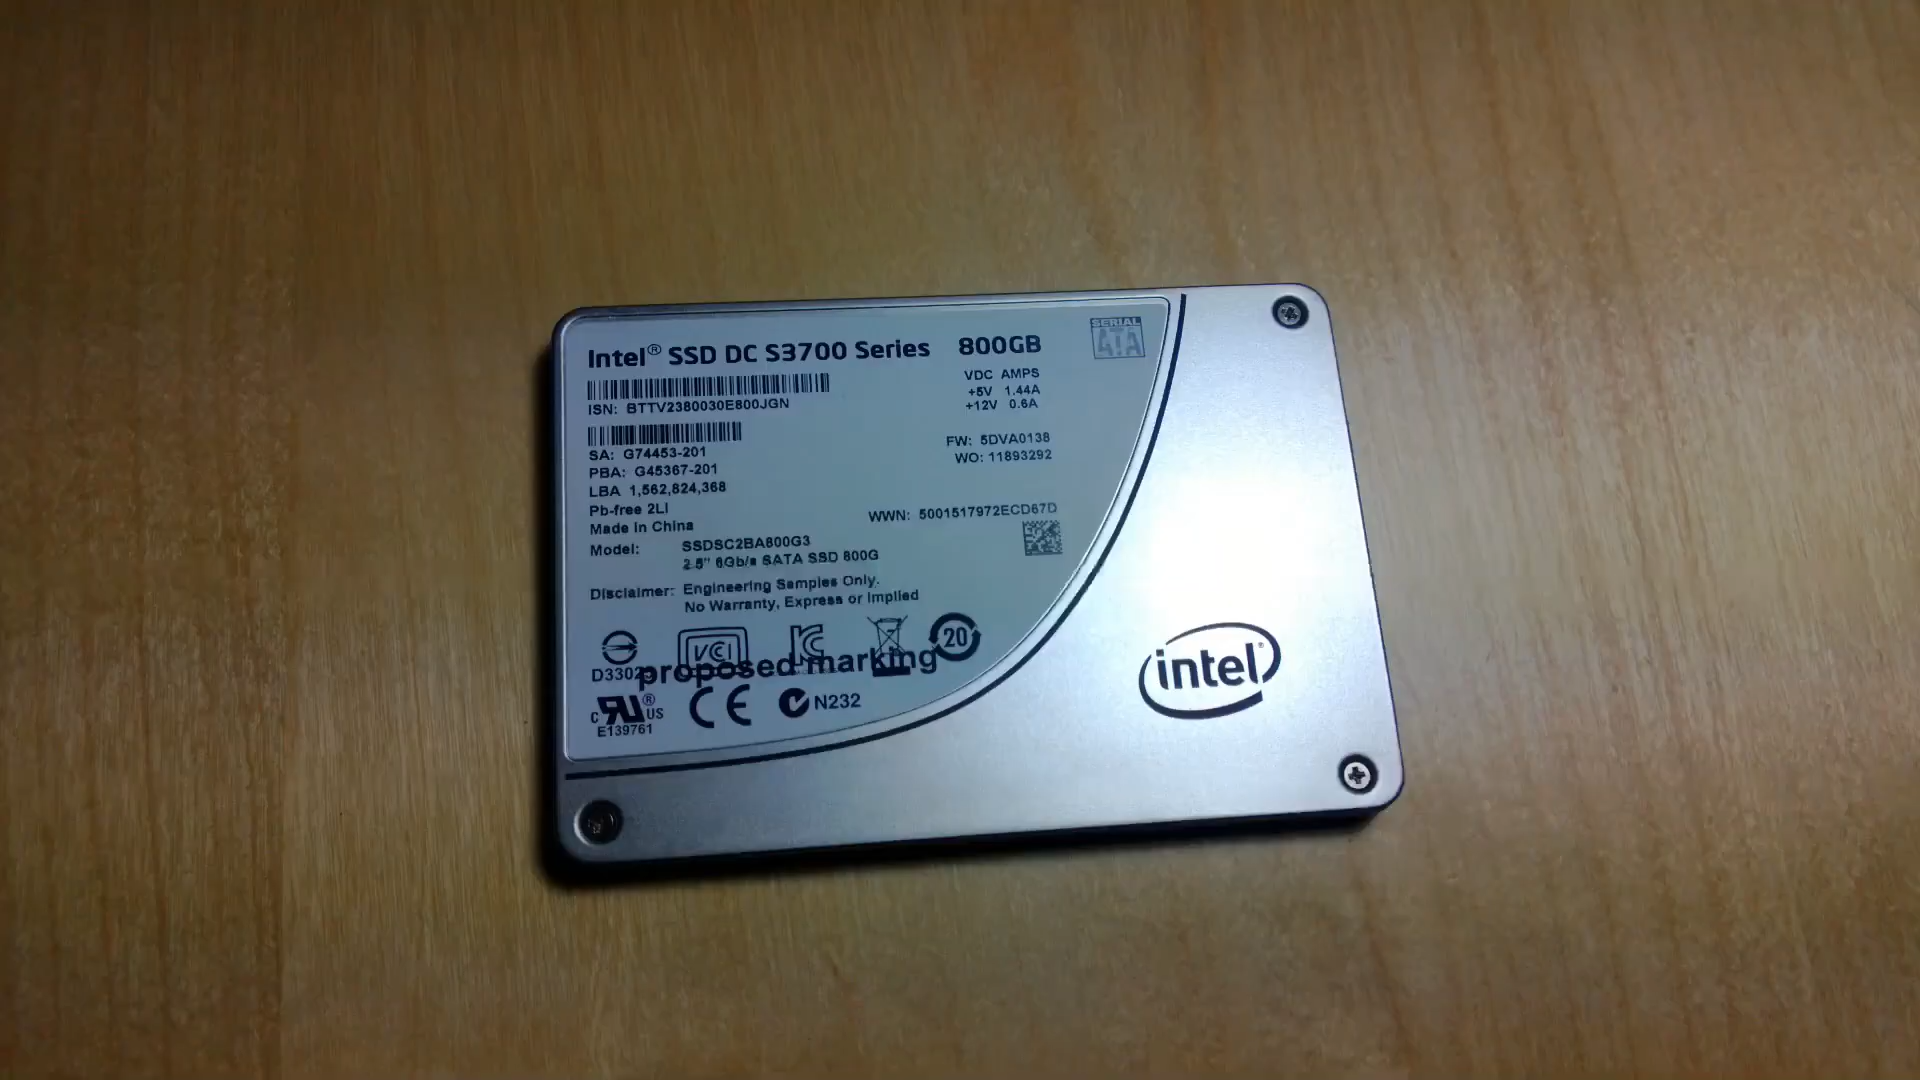 Intel® SSD DC S3700 Series 800GB
SERIAL
ATA
VDC AMPS
+5V 1.44A
+12V 0.6A
ISN: BTTV2380030E800JGN
SA: G74453-201
PBA: G45367-201
LBA 1,562,824,368
Pb-free 2LI
Made in China
FW: 5DVA0138
WO: 11893292
WWN: 5001517972ECD67D
Model: SSDSC2BA800G3
2.5" 6Gb/s SATA SSD 800G
Disclaimer: Engineering Samples Only.
No Warranty, Express or Implied
VCI
20
proposed marking
c RU ® US
E139761
CE
N232
intel®